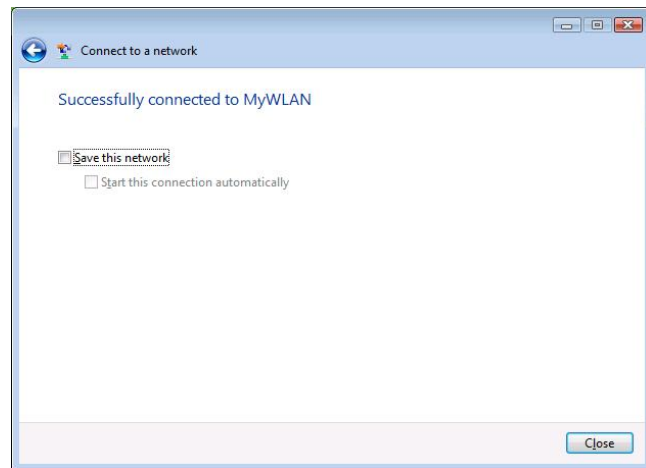 Connect to a network
Successfully connected to MyWLAN
Save this network
Start this connection automatically
Close